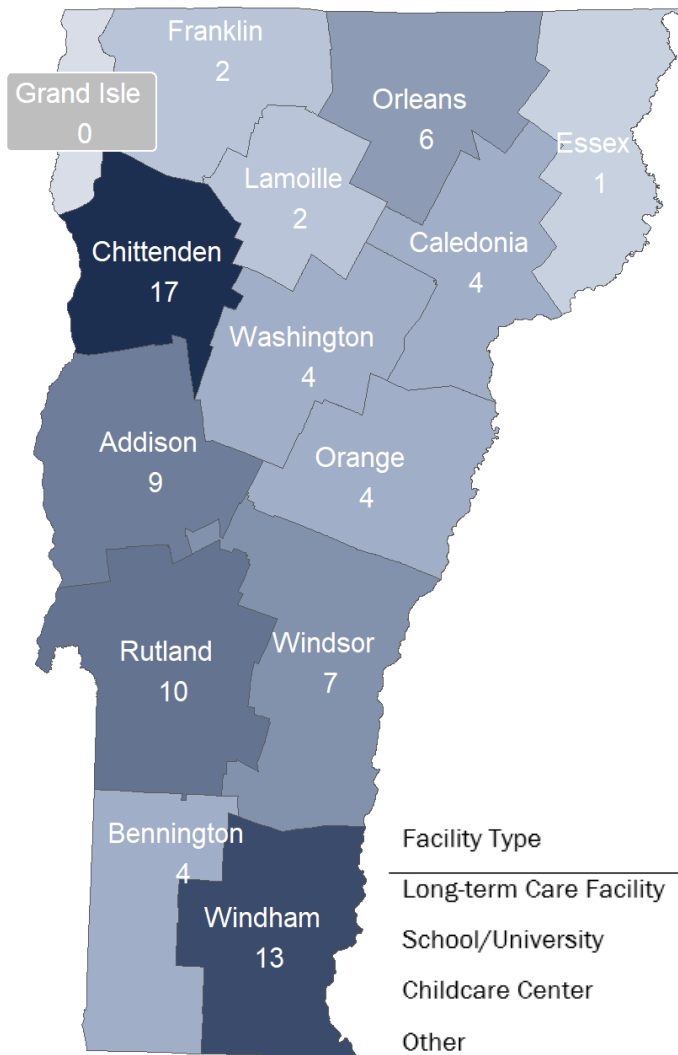 Franklin
2
Grand Isle
0
Orleans
6
Essex
1
Lamoille
2
Chittenden
17
Caledonia
4
Washington
4
Addison
9
Orange
4
Rutland
10
Windsor
7
Bennington
4
Windham
13
Facility Type
Long-term Care Facility
School/University
Childcare Center
Other